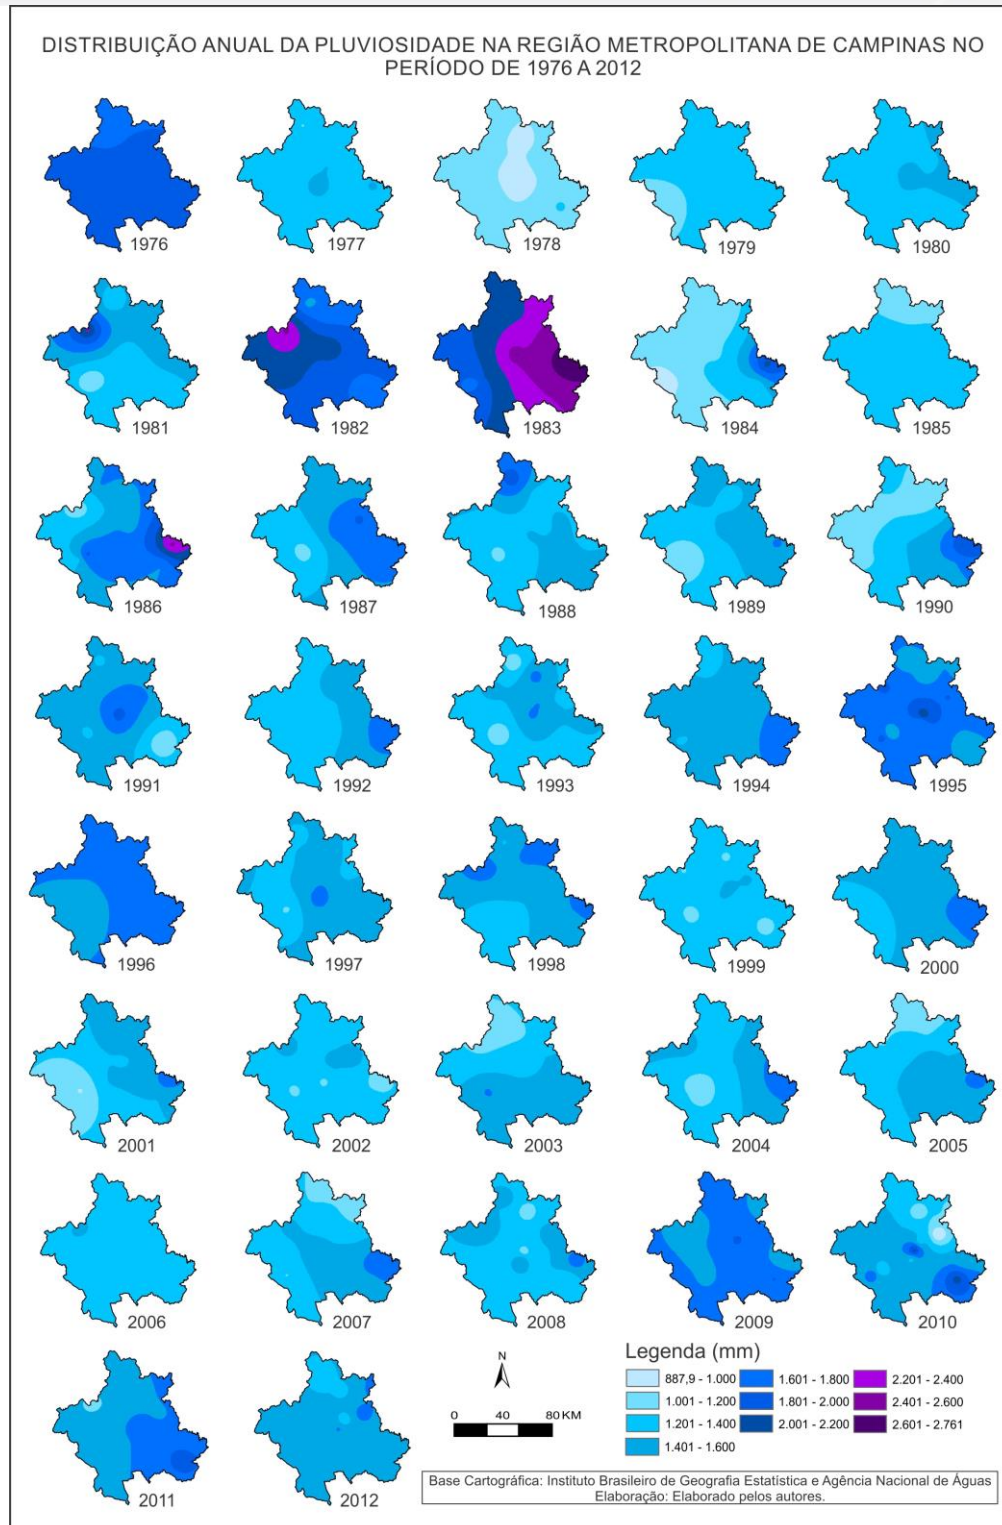 DISTRIBUIÇÃO ANUAL DA PLUVIOSIDADE NA REGIÃO METROPOLITANA DE CAMPINAS NO
PERÍODO DE 1976 A 2012
1976
1977
1978
1979
1980
1981
1982
1983
1984
1985
1986
1987
1988
1989
1990
1991
1992
1993
1994
1995
1996
1997
1998
1999
2000
2001
2002
2003
2004
2005
2006
2007
2008
2009
2010
2011
2012
N
0 40 80 KM
Legenda (mm)
887,9 - 1.000
1.001 - 1.200
1.201 - 1.400
1.401 - 1.600
1.601 - 1.800
1.801 - 2.000
2.001 - 2.200
2.201 - 2.400
2.401 - 2.600
2.601 - 2.761
Base Cartográfica: Instituto Brasileiro de Geografia Estatística e Agência Nacional de Águas
Elaboração: Elaborado pelos autores.